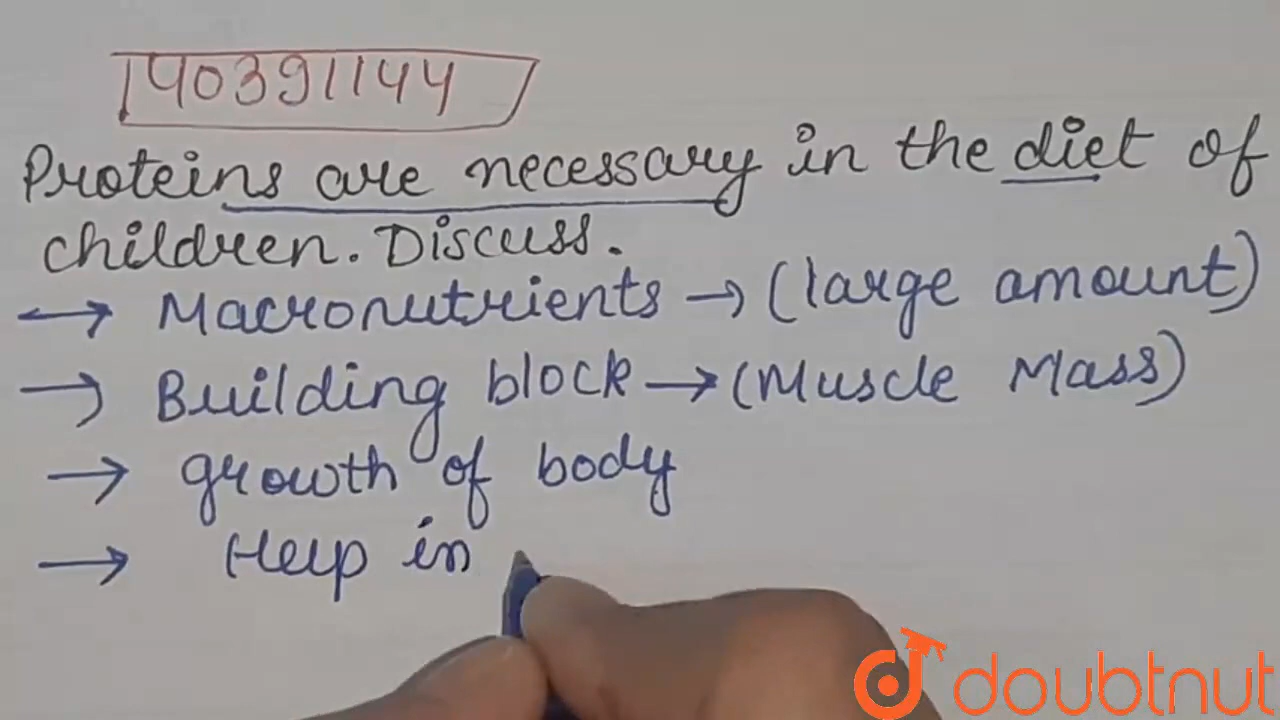 40391144
Proteins are necessary in the diet of
children. Discuss.
→ Macronutrients → (large amount)
→ Building block → (Muscle Mass)
→ growth of body
→ Help in
doubtnut